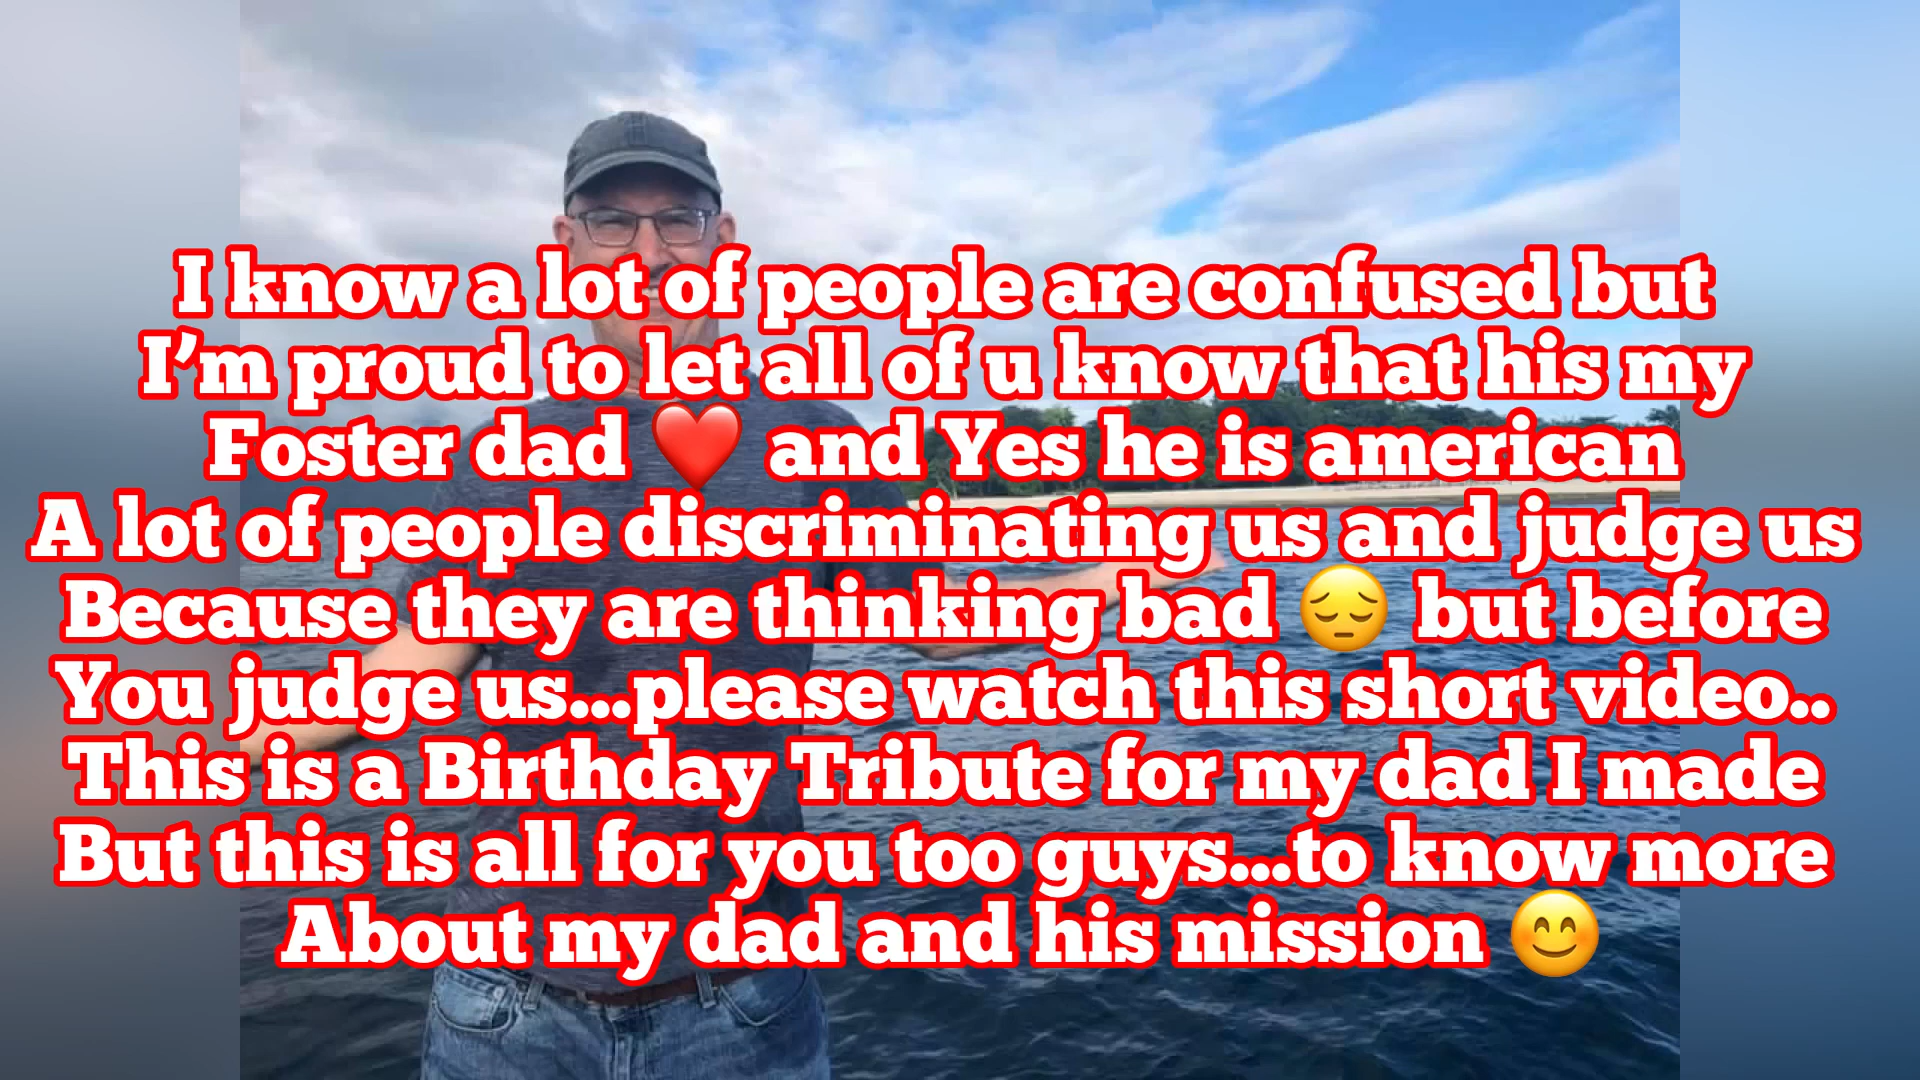 I know a lot of people are confused but
I’m proud to let all of u know that his my
Foster dad ❤️ and Yes he is american
A lot of people discriminating us and judge us
Because they are thinking bad 😔 but before
You judge us...please watch this short video..
This is a Birthday Tribute for my dad I made
But this is all for you too guys...to know more
About my dad and his mission 😊